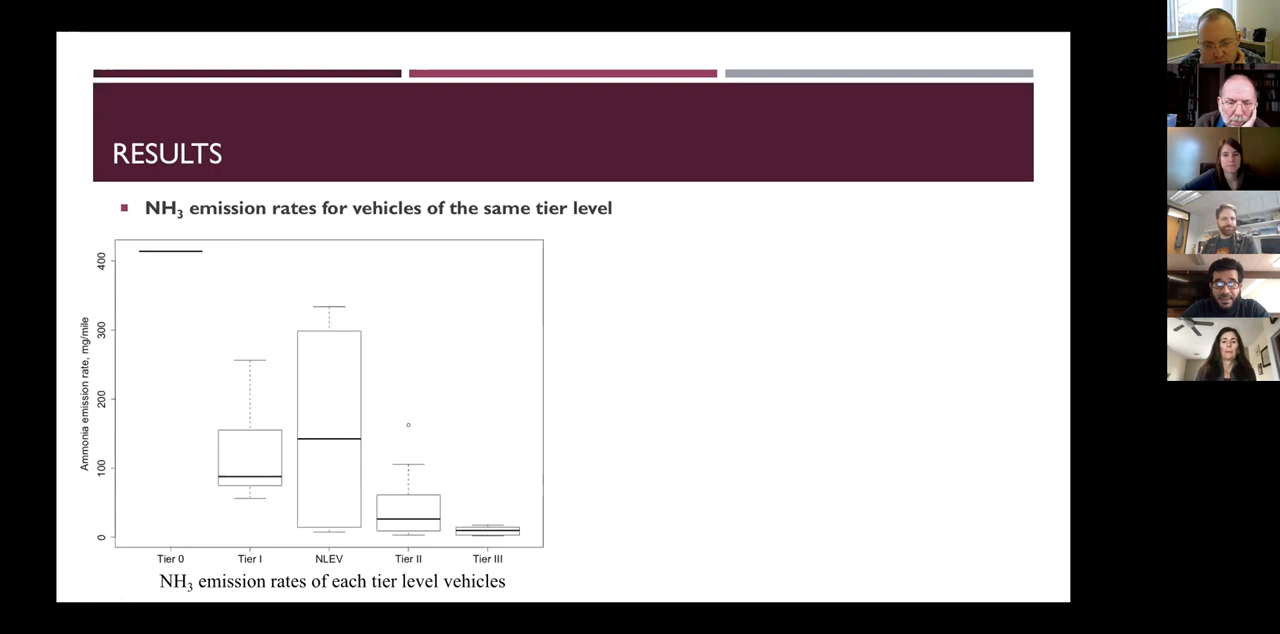 RESULTS
NH₃ emission rates for vehicles of the same tier level
Ammonia emission rate, mg/mile
400
300
200
100
0
Tier 0 Tier I NLEV Tier II Tier III
NH₃ emission rates of each tier level vehicles